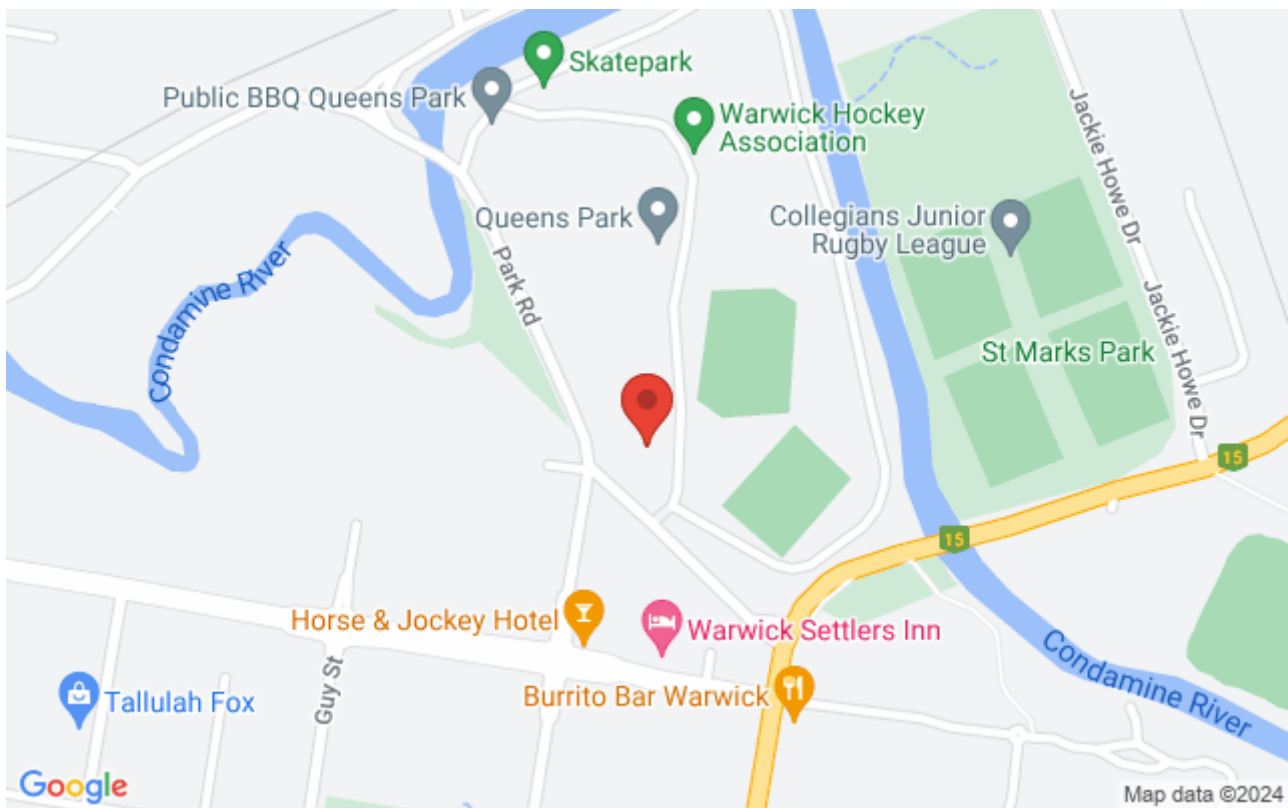 Skatepark
Public BBQ Queens Park
Warwick Hockey
Association
Jackie Howe Dr
Queens Park
Collegians Junior
Rugby League
Condamine River
Park Rd
Jackie Howe Dr
St Marks Park
15
15
Horse & Jockey Hotel
Warwick Settlers Inn
Condamine River
Guy St
Burrito Bar Warwick
Tallulah Fox
Google
Map data ©2024